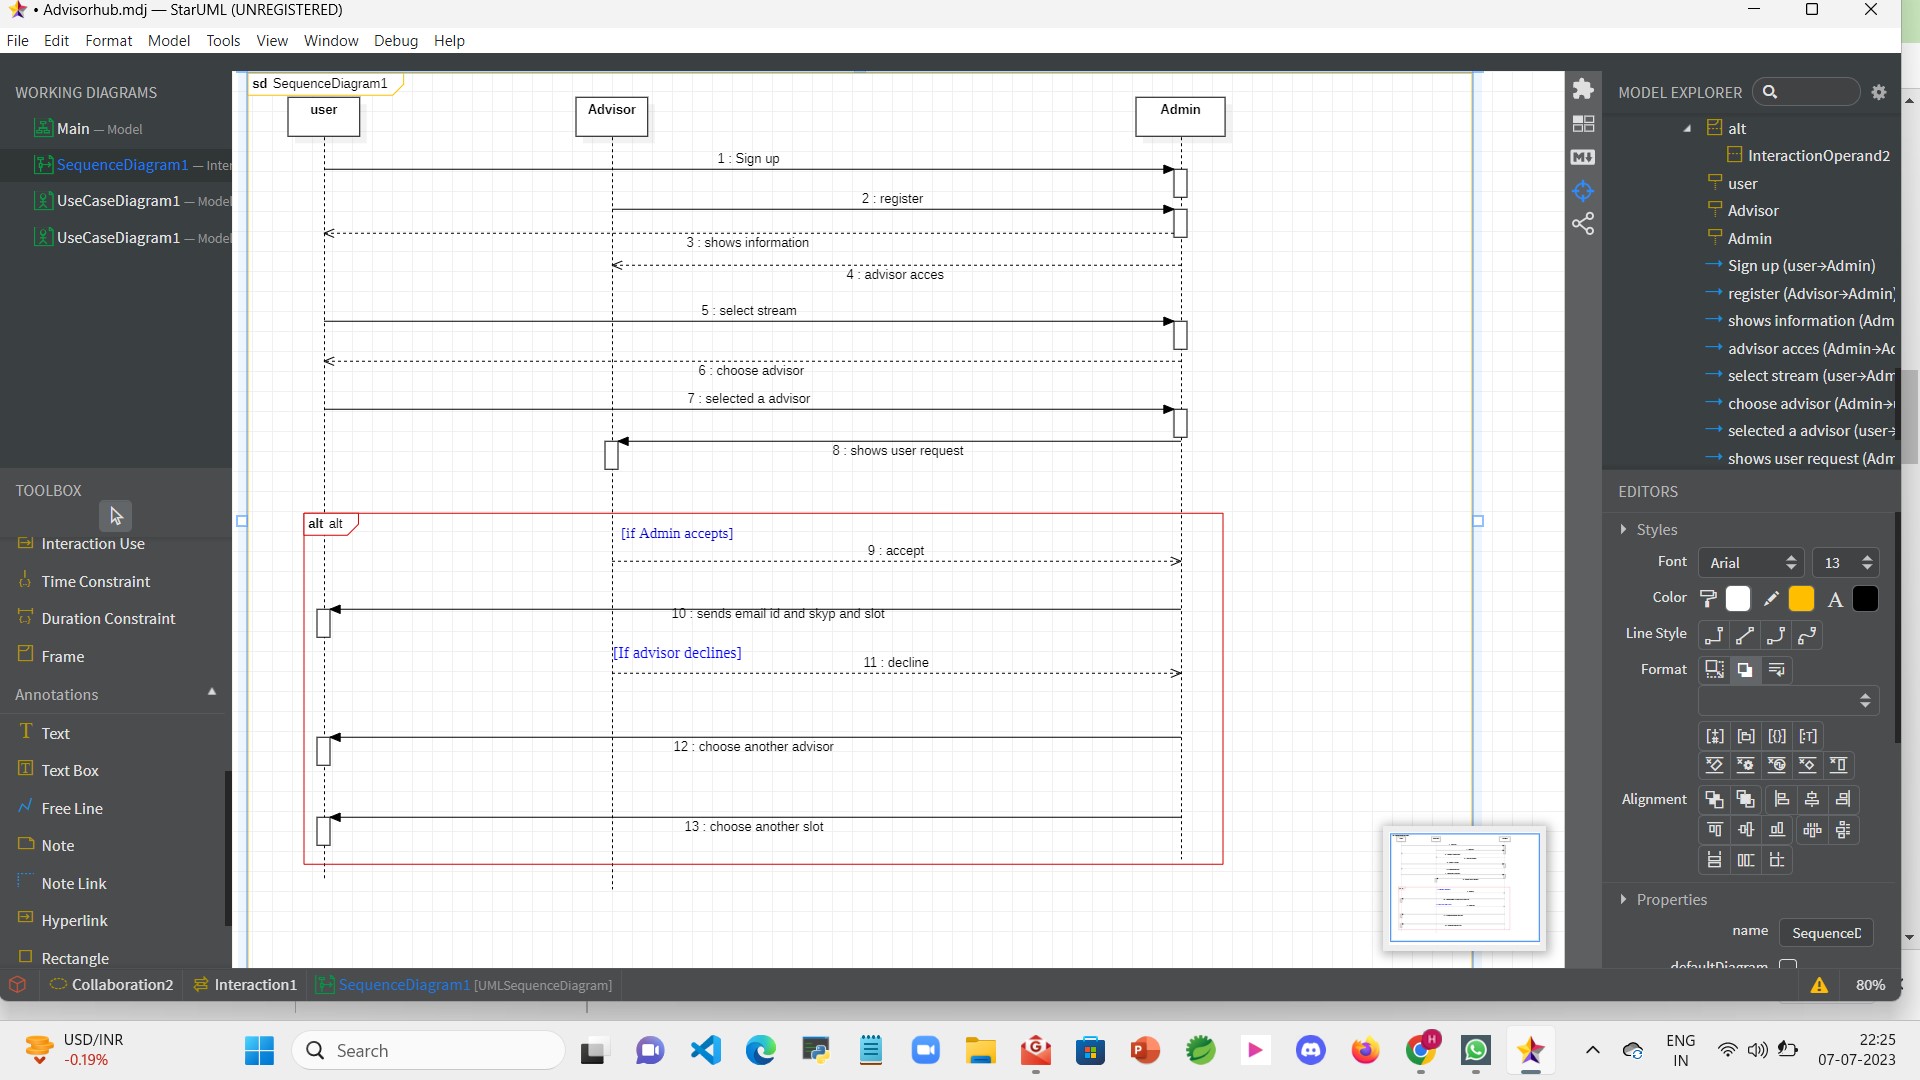 • Advisorhub.mdj — StarUML (UNREGISTERED)
File Edit Format Model Tools View Window Debug Help
WORKING DIAGRAMS
Main — Model
SequenceDiagram1 — Inter
UseCaseDiagram1 — Model
UseCaseDiagram1 — Model
TOOLBOX
Interaction Use
Time Constraint
Duration Constraint
Frame
Annotations
Text
Text Box
Free Line
Note
Note Link
Hyperlink
Rectangle
sd SequenceDiagram1
user Advisor Admin
1 : Sign up
2 : register
3 : shows information
4 : advisor acces
5 : select stream
6 : choose advisor
7 : selected a advisor
8 : shows user request
alt alt
[if Admin accepts]
9 : accept
10 : sends email id and skyp and slot
[If advisor declines]
11 : decline
12 : choose another advisor
13 : choose another slot
MODEL EXPLORER
alt
InteractionOperand2
user
Advisor
Admin
Sign up (user→Admin)
register (Advisor→Admin)
shows information (Adm
advisor acces (Admin→Ad
select stream (user→Adm
choose advisor (Admin→u
selected a advisor (user→
shows user request (Adm
EDITORS
Styles
Font Arial 13
Color A
Line Style
Format
Alignment
Properties
name SequenceD
defaultDiagram
Collaboration2 Interaction1 SequenceDiagram1 [UMLSequenceDiagram]
80%
USD/INR
-0.19%
Search
ENG
IN
22:25
07-07-2023